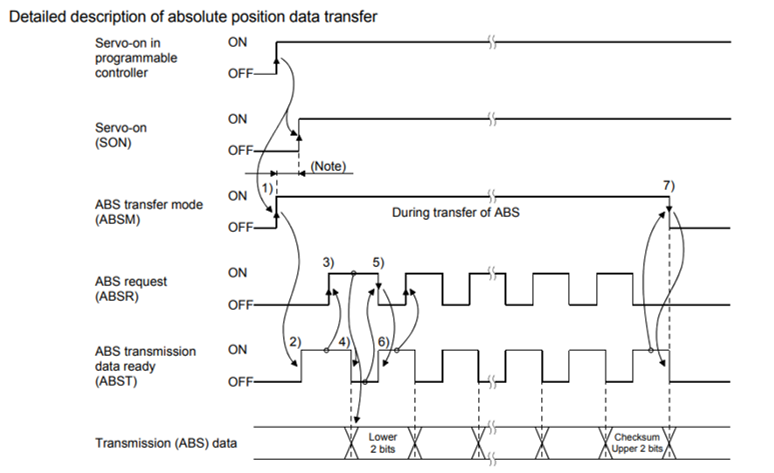 Detailed description of absolute position data transfer
Servo-on in
programmable
controller
ON
OFF
Servo-on
(SON)
ON
OFF
(Note)
1)
7)
ABS transfer mode
(ABSM)
ON
OFF
During transfer of ABS
3)
5)
ABS request
(ABSR)
ON
OFF
2)
4)
6)
ABS transmission
data ready
(ABST)
ON
OFF
Transmission (ABS) data
Lower
2 bits
Checksum
Upper 2 bits